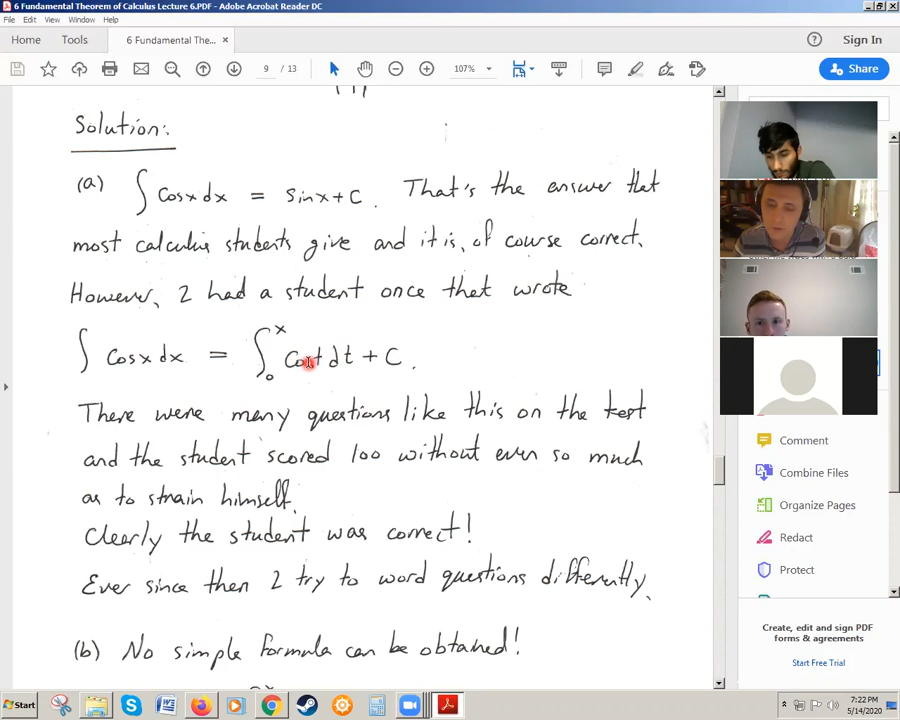 6 Fundamental Theorem of Calculus Lecture 6.PDF - Adobe Acrobat Reader DC
File Edit View Window Help
Home Tools 6 Fundamental The... × ? Sign In
9 / 13 107% Share
Solution:
(a) ∫ Cosx dx = sinx + C. That's the answer that
most calculus students give and it is, of course correct.
However, I had a student once that wrote
∫ Cosx dx = ∫₀ˣ Cost dt + C.
There were many questions like this on the test
and the student scored 100 without even so much
as to strain himself.
Clearly the student was correct!
Ever since then I try to word questions differently.
(b) No simple formula can be obtained!
Comment
Combine Files
Organize Pages
Redact
Protect
Create, edit and sign PDF
forms & agreements
Start Free Trial
Start
7:22 PM
5/14/2020